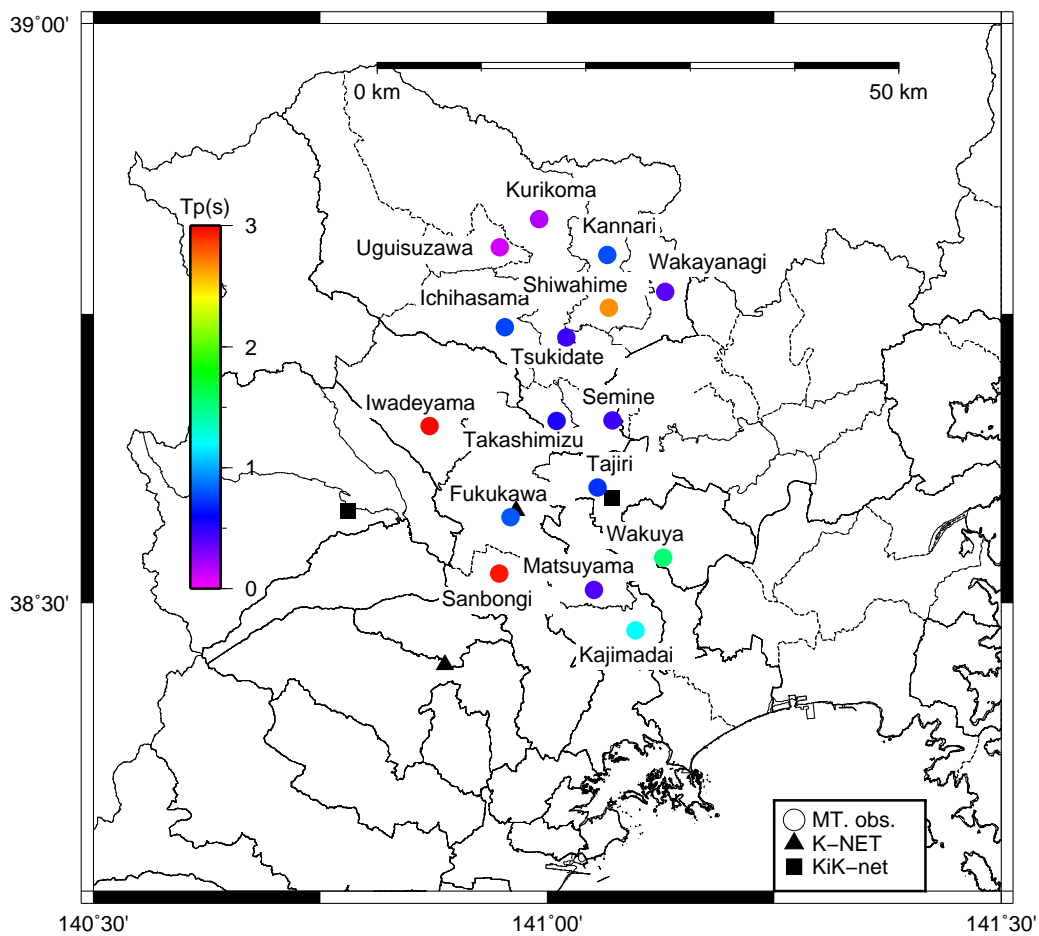 39˚00'
0 km
50 km
Kurikoma
Tp(s)
3
Kannari
Uguisuzawa
Wakayanagi
Shiwahime
Ichihasama
2
Tsukidate
Iwadeyama
Semine
Takashimizu
1
Tajiri
Fukukawa
Wakuya
Matsuyama
0
38˚50'
Sanbongi
Kajimadai
MT. obs.
K−NET
KiK−net
140˚30'
141˚00'
141˚30'